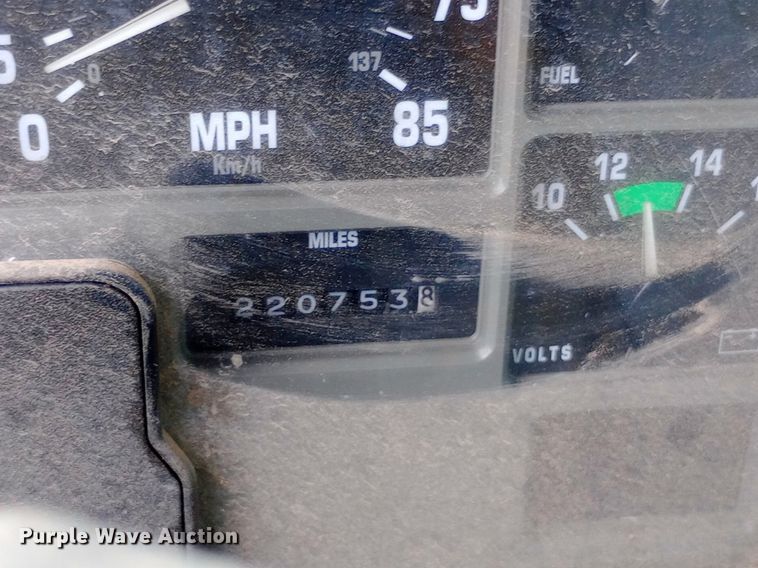 75
5
0
137
FUEL
0
MPH
85
Km/h
12
14
10
MILES
2207538
VOLTS
Purple Wave Auction